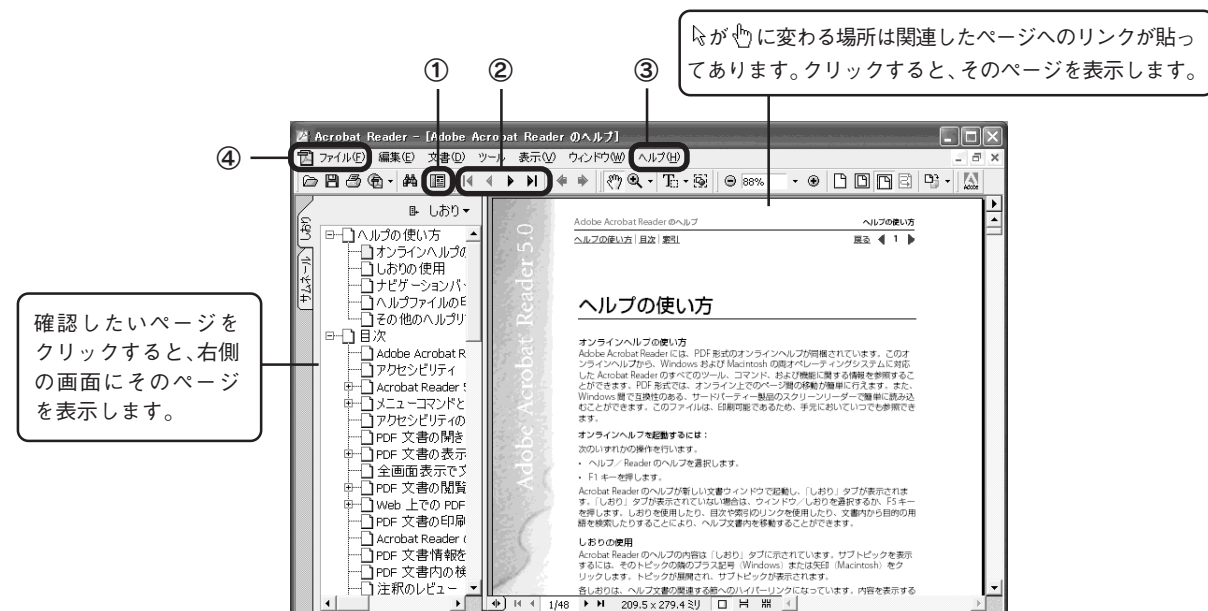 がに変わる場所は関連したページへのリンクが貼っ
てあります。クリックすると、そのページを表示します。
① ② ③
④
Acrobat Reader - [Adobe Acrobat Reader のヘルプ]
ファイル(F) 編集(E) 文書(D) ツール 表示(V) ウィンドウ(W) ヘルプ(H)
88%
しおり
しおり
サムネール
ヘルプの使い方
オンラインヘルプの
しおりの使用
ナビゲーションバ
ヘルプファイルの
その他のヘルプリ
目次
Adobe Acrobat R
アクセシビリティ
Acrobat Reader
メニューコマンドと
アクセシビリティの
PDF 文書の開き
PDF 文書の表示
全画面表示で文
PDF 文書の閲覧
Web 上での PDF
PDF 文書の印刷
Acrobat Reader
PDF 文書情報を
PDF 文書内の検
注釈のレビュー
確認したいページを
クリックすると、右側
の画面にそのページ
を表示します。
Adobe Acrobat Reader 5.0
Adobe Acrobat Reader のヘルプ ヘルプの使い方
ヘルプの使い方 | 目次 | 索引 戻る 1
ヘルプの使い方
オンラインヘルプの使い方
Adobe Acrobat Reader には、PDF 形式のオンラインヘルプが同梱されています。このオ
ンラインヘルプから、Windows および Macintosh の両オペレーティングシステムに対応
した Acrobat Reader のすべてのツール、コマンド、および機能に関する情報を参照するこ
とができます。PDF 形式では、オンライン上でのページ間の移動が簡単に行えます。また、
Windows 間で互換性のある、サードパーティー製品のスクリーンリーダーで簡単に読み込
むことができます。このファイルは、印刷可能であるため、手元においていつでも参照でき
ます。
オンラインヘルプを起動するには：
次のいずれかの操作を行います。
• ヘルプ／Reader のヘルプを選択します。
• F1 キーを押します。
Acrobat Reader のヘルプが新しい文書ウィンドウで起動し、「しおり」タブが表示されま
す。「しおり」タブが表示されていない場合は、ウィンドウ／しおりを選択するか、F5 キー
を押します。しおりを使用したり、目次や索引のリンクを使用したり、文書内から目的の用
語を検索したりすることにより、ヘルプ文書内を移動することができます。
しおりの使用
Acrobat Reader のヘルプの内容は「しおり」タブに示されています。サブトピックを表示
するには、そのトピックの隣のプラス記号（Windows）または矢印（Macintosh）をク
リックします。トピックが展開され、サブトピックが表示されます。
各しおりは、ヘルプ文書の関連する節へのハイパーリンクになっています。内容を表示する
1/48 209.5 x 279.4 ミリ